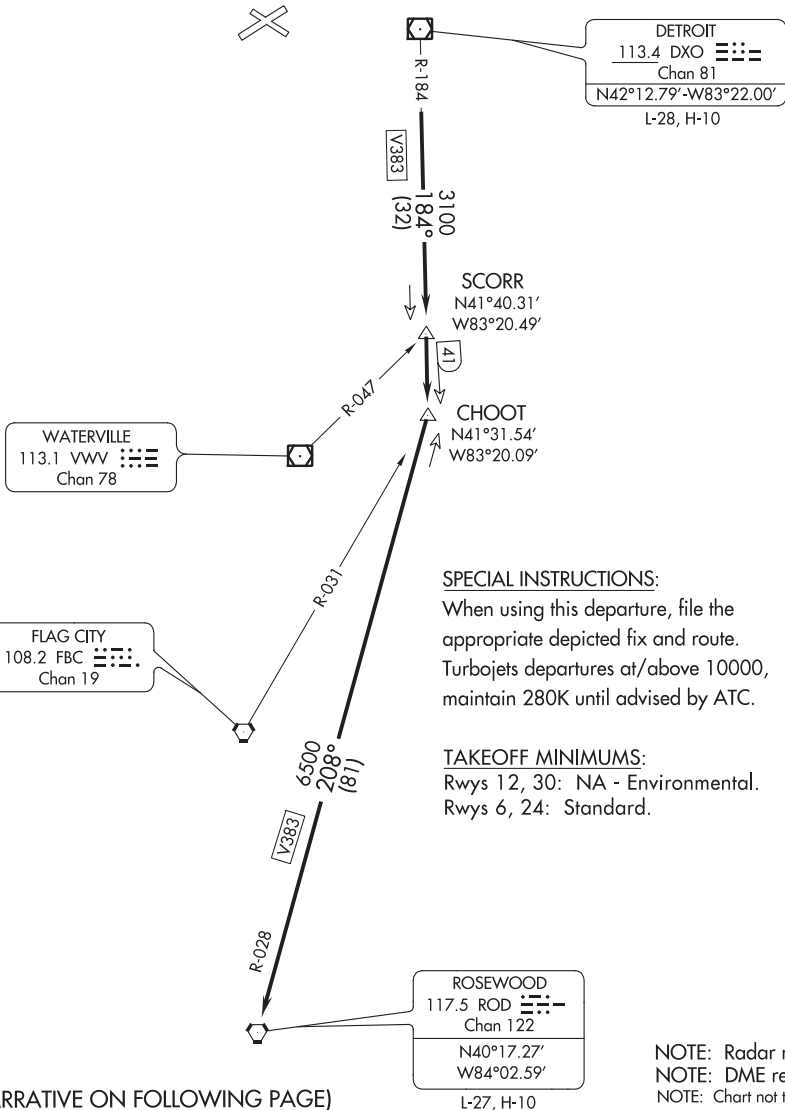 DETROIT
113.4 DXO
Chan 81
N42°12.79'-W83°22.00'
L-28, H-10
R-184
V383
3100
184°
(32)
SCORR
N41°40.31'
W83°20.49'
41
R-047
CHOOT
N41°31.54'
W83°20.09'
WATERVILLE
113.1 VWV
Chan 78
R-031
SPECIAL INSTRUCTIONS:
When using this departure, file the
appropriate depicted fix and route.
Turbojets departures at/above 10000,
maintain 280K until advised by ATC.
FLAG CITY
108.2 FBC
Chan 19
TAKEOFF MINIMUMS:
Rwys 12, 30: NA - Environmental.
Rwys 6, 24: Standard.
6500
208°
(81)
V383
R-028
ROSEWOOD
117.5 ROD
Chan 122
N40°17.27'
W84°02.59'
L-27, H-10
NOTE: Radar
NOTE: DME
NOTE: Chart not
ARRATIVE ON FOLLOWING PAGE)